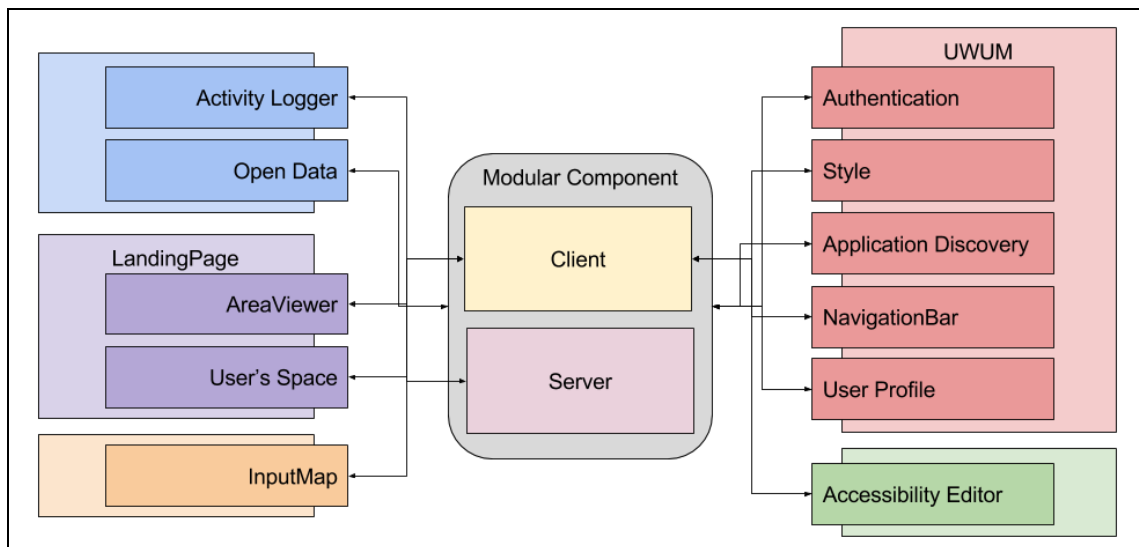 Activity Logger
Open Data
LandingPage
AreaViewer
User's Space
InputMap
Modular Component
Client
Server
UWUM
Authentication
Style
Application Discovery
NavigationBar
User Profile
Accessibility Editor